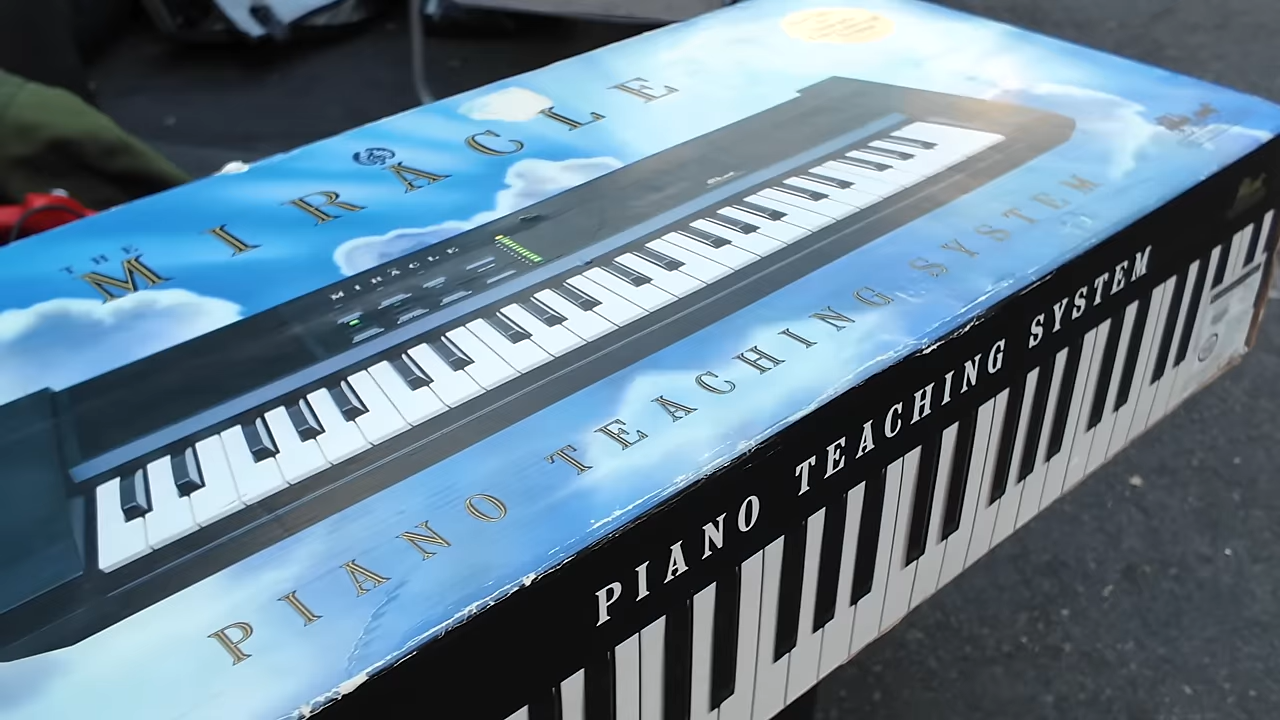 THE
MIRACLE
MIRACLE
PIANO TEACHING SYSTEM
PIANO TEACHING SYSTEM